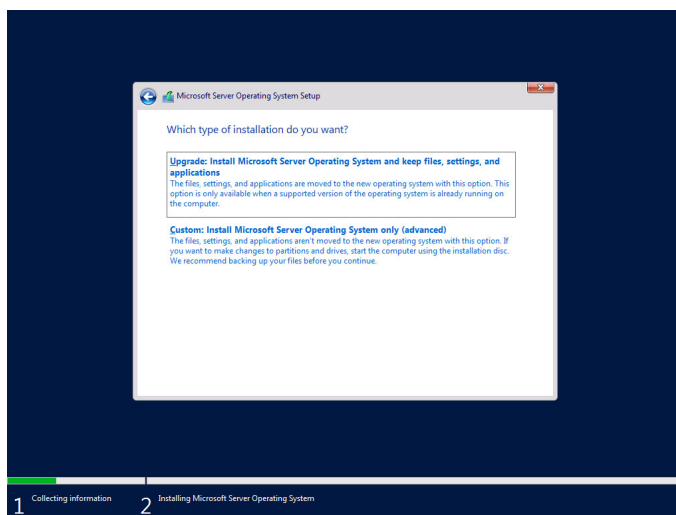 Microsoft Server Operating System Setup
Which type of installation do you want?
Upgrade: Install Microsoft Server Operating System and keep files, settings, and
applications
The files, settings, and applications are moved to the new operating system with this option. This
option is only available when a supported version of the operating system is already running on
the computer.
Custom: Install Microsoft Server Operating System only (advanced)
The files, settings, and applications aren't moved to the new operating system with this option. If
you want to make changes to partitions and drives, start the computer using the installation disc.
We recommend backing up your files before you continue.
1 Collecting information
2 Installing Microsoft Server Operating System